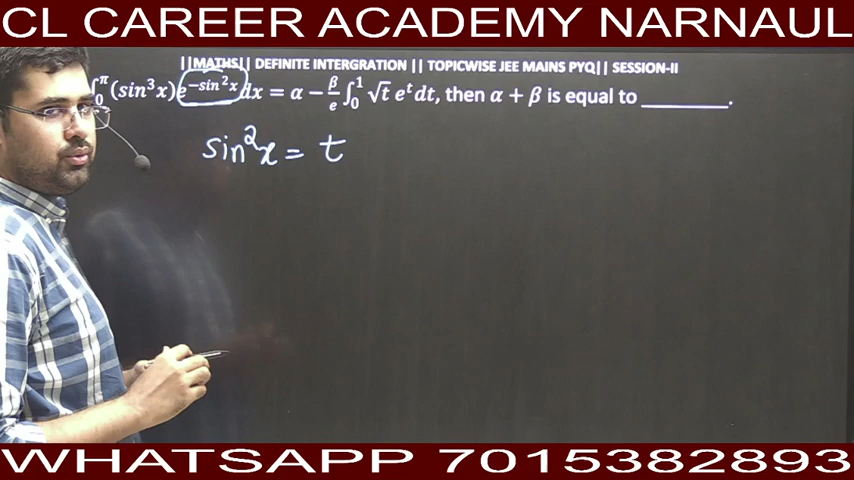 CL CAREER ACADEMY NARNAUL
||MATHS|| DEFINITE INTERGRATION || TOPICWISE JEE MAINS PYQ|| SESSION-II
∫₀^π (sin³x)e^(−sin²x)dx = α − β/e ∫₀¹ √t eᵗ dt, then α + β is equal to ________.
sin²x = t
WHATSAPP 7015382893